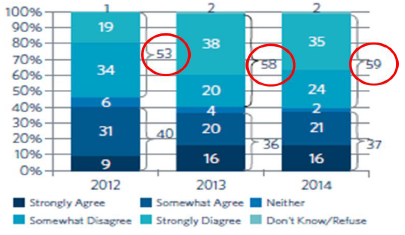 1 2 2
100%
90%
80%
70%
60%
50%
40%
30%
20%
10%
0%
19 38 35
53 58 59
34 20 24
6 4 2
31 20 21
40 36 37
9 16 16
2012 2013 2014
Strongly Agree Somewhat Agree Neither
Somewhat Disagree Strongly Diagree Don't Know/Refuse